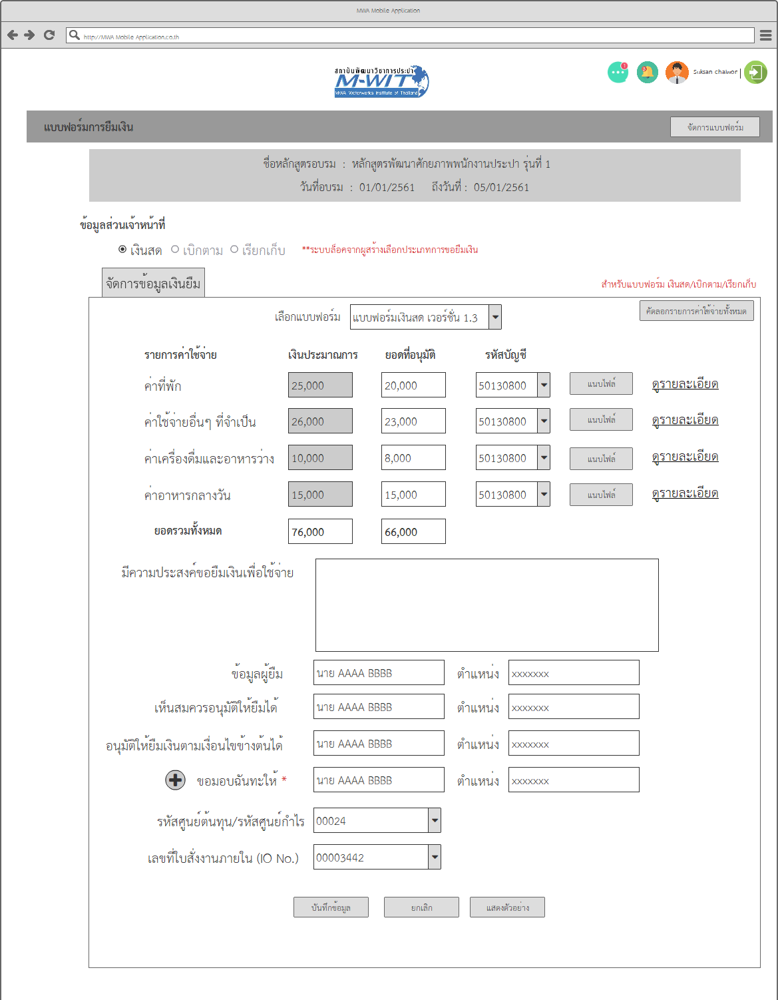 MWA Mobile Application
http://MWA Mobile Application.co.th
สถาบันพัฒนาวิชาการประปา
M-WIT
MWA Waterworks Institute of Thailand
1
3
Suksan chaiwon
แบบฟอร์มการยืมเงิน
จัดการแบบฟอร์ม
ชื่อหลักสูตรอบรม : หลักสูตรพัฒนาศักยภาพพนักงานประปา รุ่นที่ 1
วันที่อบรม : 01/01/2561 ถึงวันที่ : 05/01/2561
ข้อมูลส่วนเจ้าหน้าที่
เงินสด เบิกตาม เรียกเก็บ **ระบบล็อคจากผู้สร้างเลือกประเภทการขอยืมเงิน
จัดการข้อมูลเงินยืม
สำหรับแบบฟอร์ม เงินสด/เบิกตาม/เรียกเก็บ
เลือกแบบฟอร์ม แบบฟอร์มเงินสด เวอร์ชั่น 1.3
คัดลอกรายการค่าใช้จ่ายทั้งหมด
รายการค่าใช้จ่าย เงินประมาณการ ยอดที่อนุมัติ รหัสบัญชี
ค่าที่พัก 25,000 20,000 50130800 แนบไฟล์ ดูรายละเอียด
ค่าใช้จ่ายอื่นๆ ที่จำเป็น 26,000 23,000 50130800 แนบไฟล์ ดูรายละเอียด
ค่าเครื่องดื่มและอาหารว่าง 10,000 8,000 50130800 แนบไฟล์ ดูรายละเอียด
ค่าอาหารกลางวัน 15,000 15,000 50130800 แนบไฟล์ ดูรายละเอียด
ยอดรวมทั้งหมด 76,000 66,000
มีความประสงค์ขอยืมเงินเพื่อใช้จ่าย
ข้อมูลผู้ยืม นาย AAAA BBBB ตำแหน่ง xxxxxxx
เห็นสมควรอนุมัติให้ยืมได้ นาย AAAA BBBB ตำแหน่ง xxxxxxx
อนุมัติให้ยืมเงินตามเงื่อนไขข้างต้นได้ นาย AAAA BBBB ตำแหน่ง xxxxxxx
ขอมอบฉันทะให้ * นาย AAAA BBBB ตำแหน่ง xxxxxxx
รหัสศูนย์ต้นทุน/รหัสศูนย์กำไร 00024
เลขที่ใบสั่งงานภายใน (IO No.) 00003442
บันทึกข้อมูล ยกเลิก แสดงตัวอย่าง